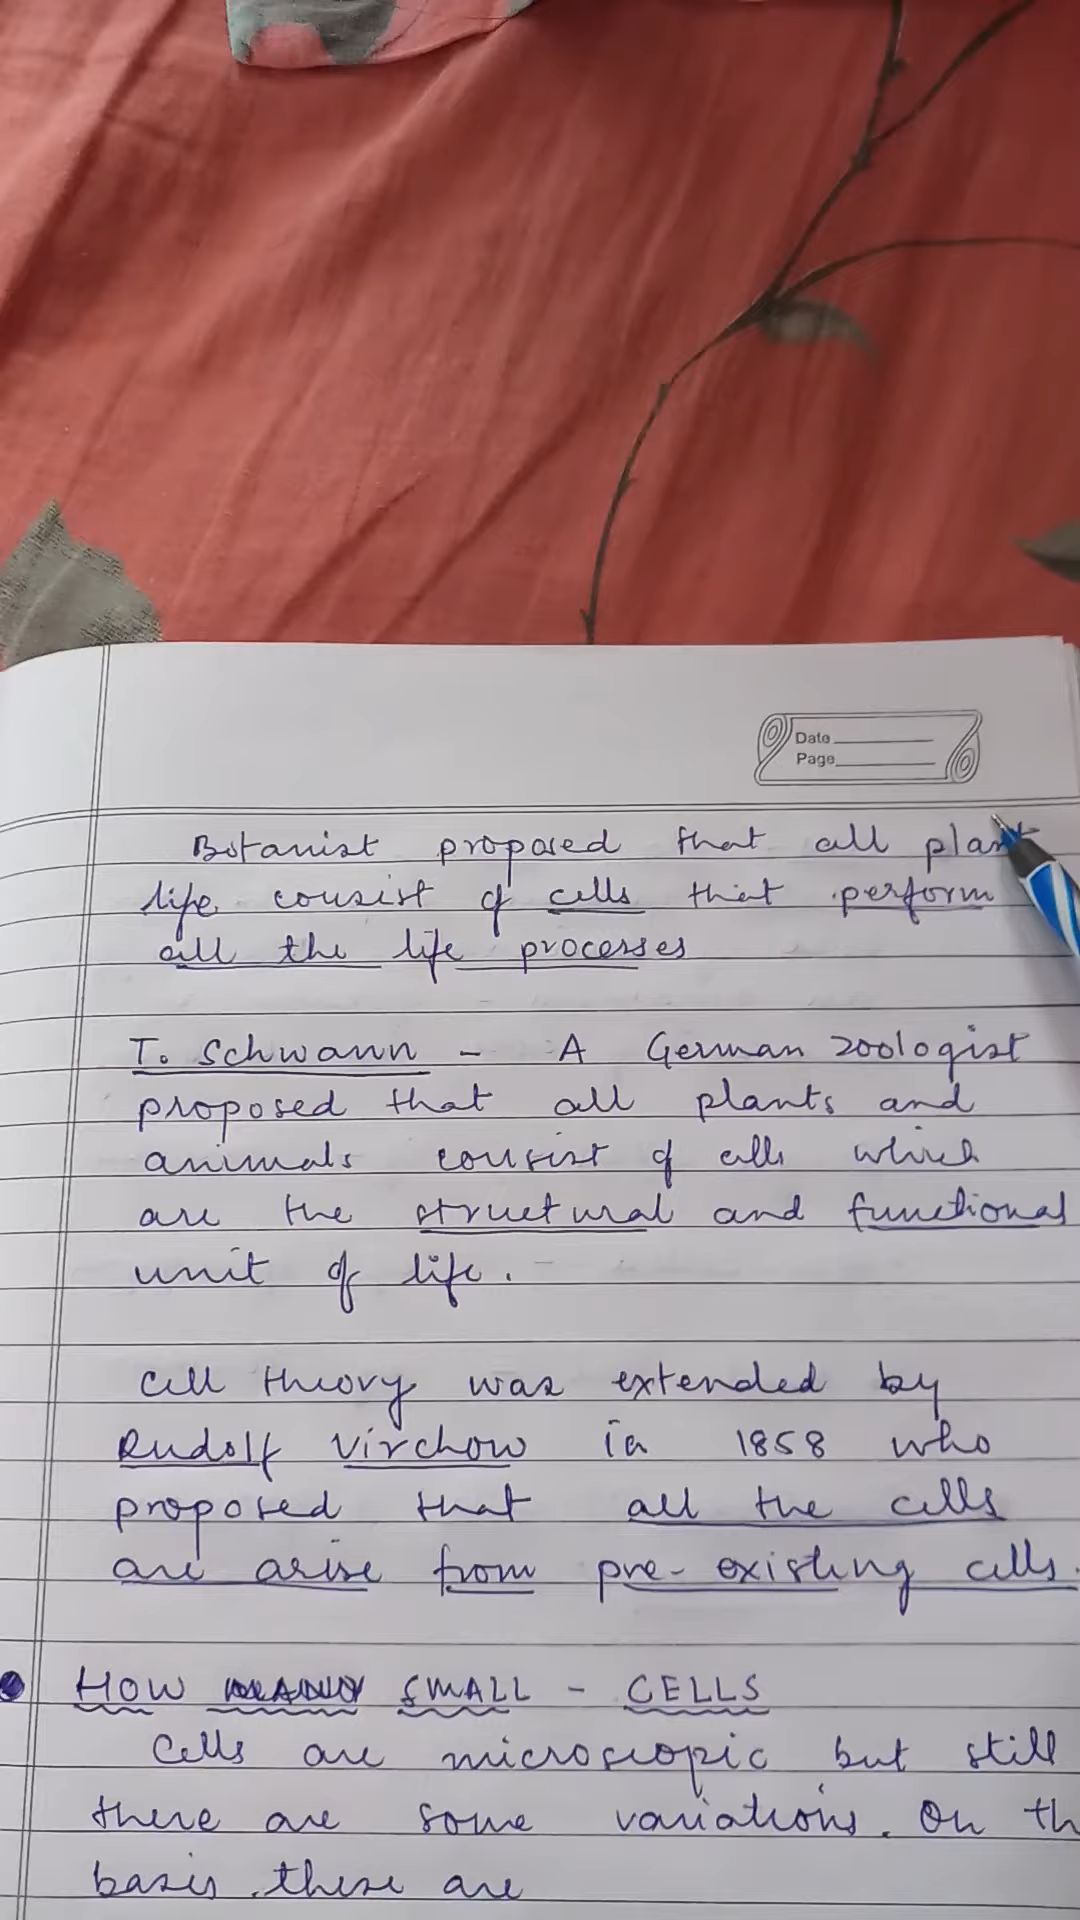 Date
Page
Botanist proposed that all plant
life consist of cells that perform
all the life processes
T. Schwann - A German zoologist
proposed that all plants and
animals consist of cells which
are the structural and functional
unit of life.
Cell theory was extended by
Rudolf Virchow in 1858 who
proposed that all the cells
are arise from pre-existing cells.
HOW SMALL - CELLS
Cells are microscopic but still
there are some variations. On th
basis these are